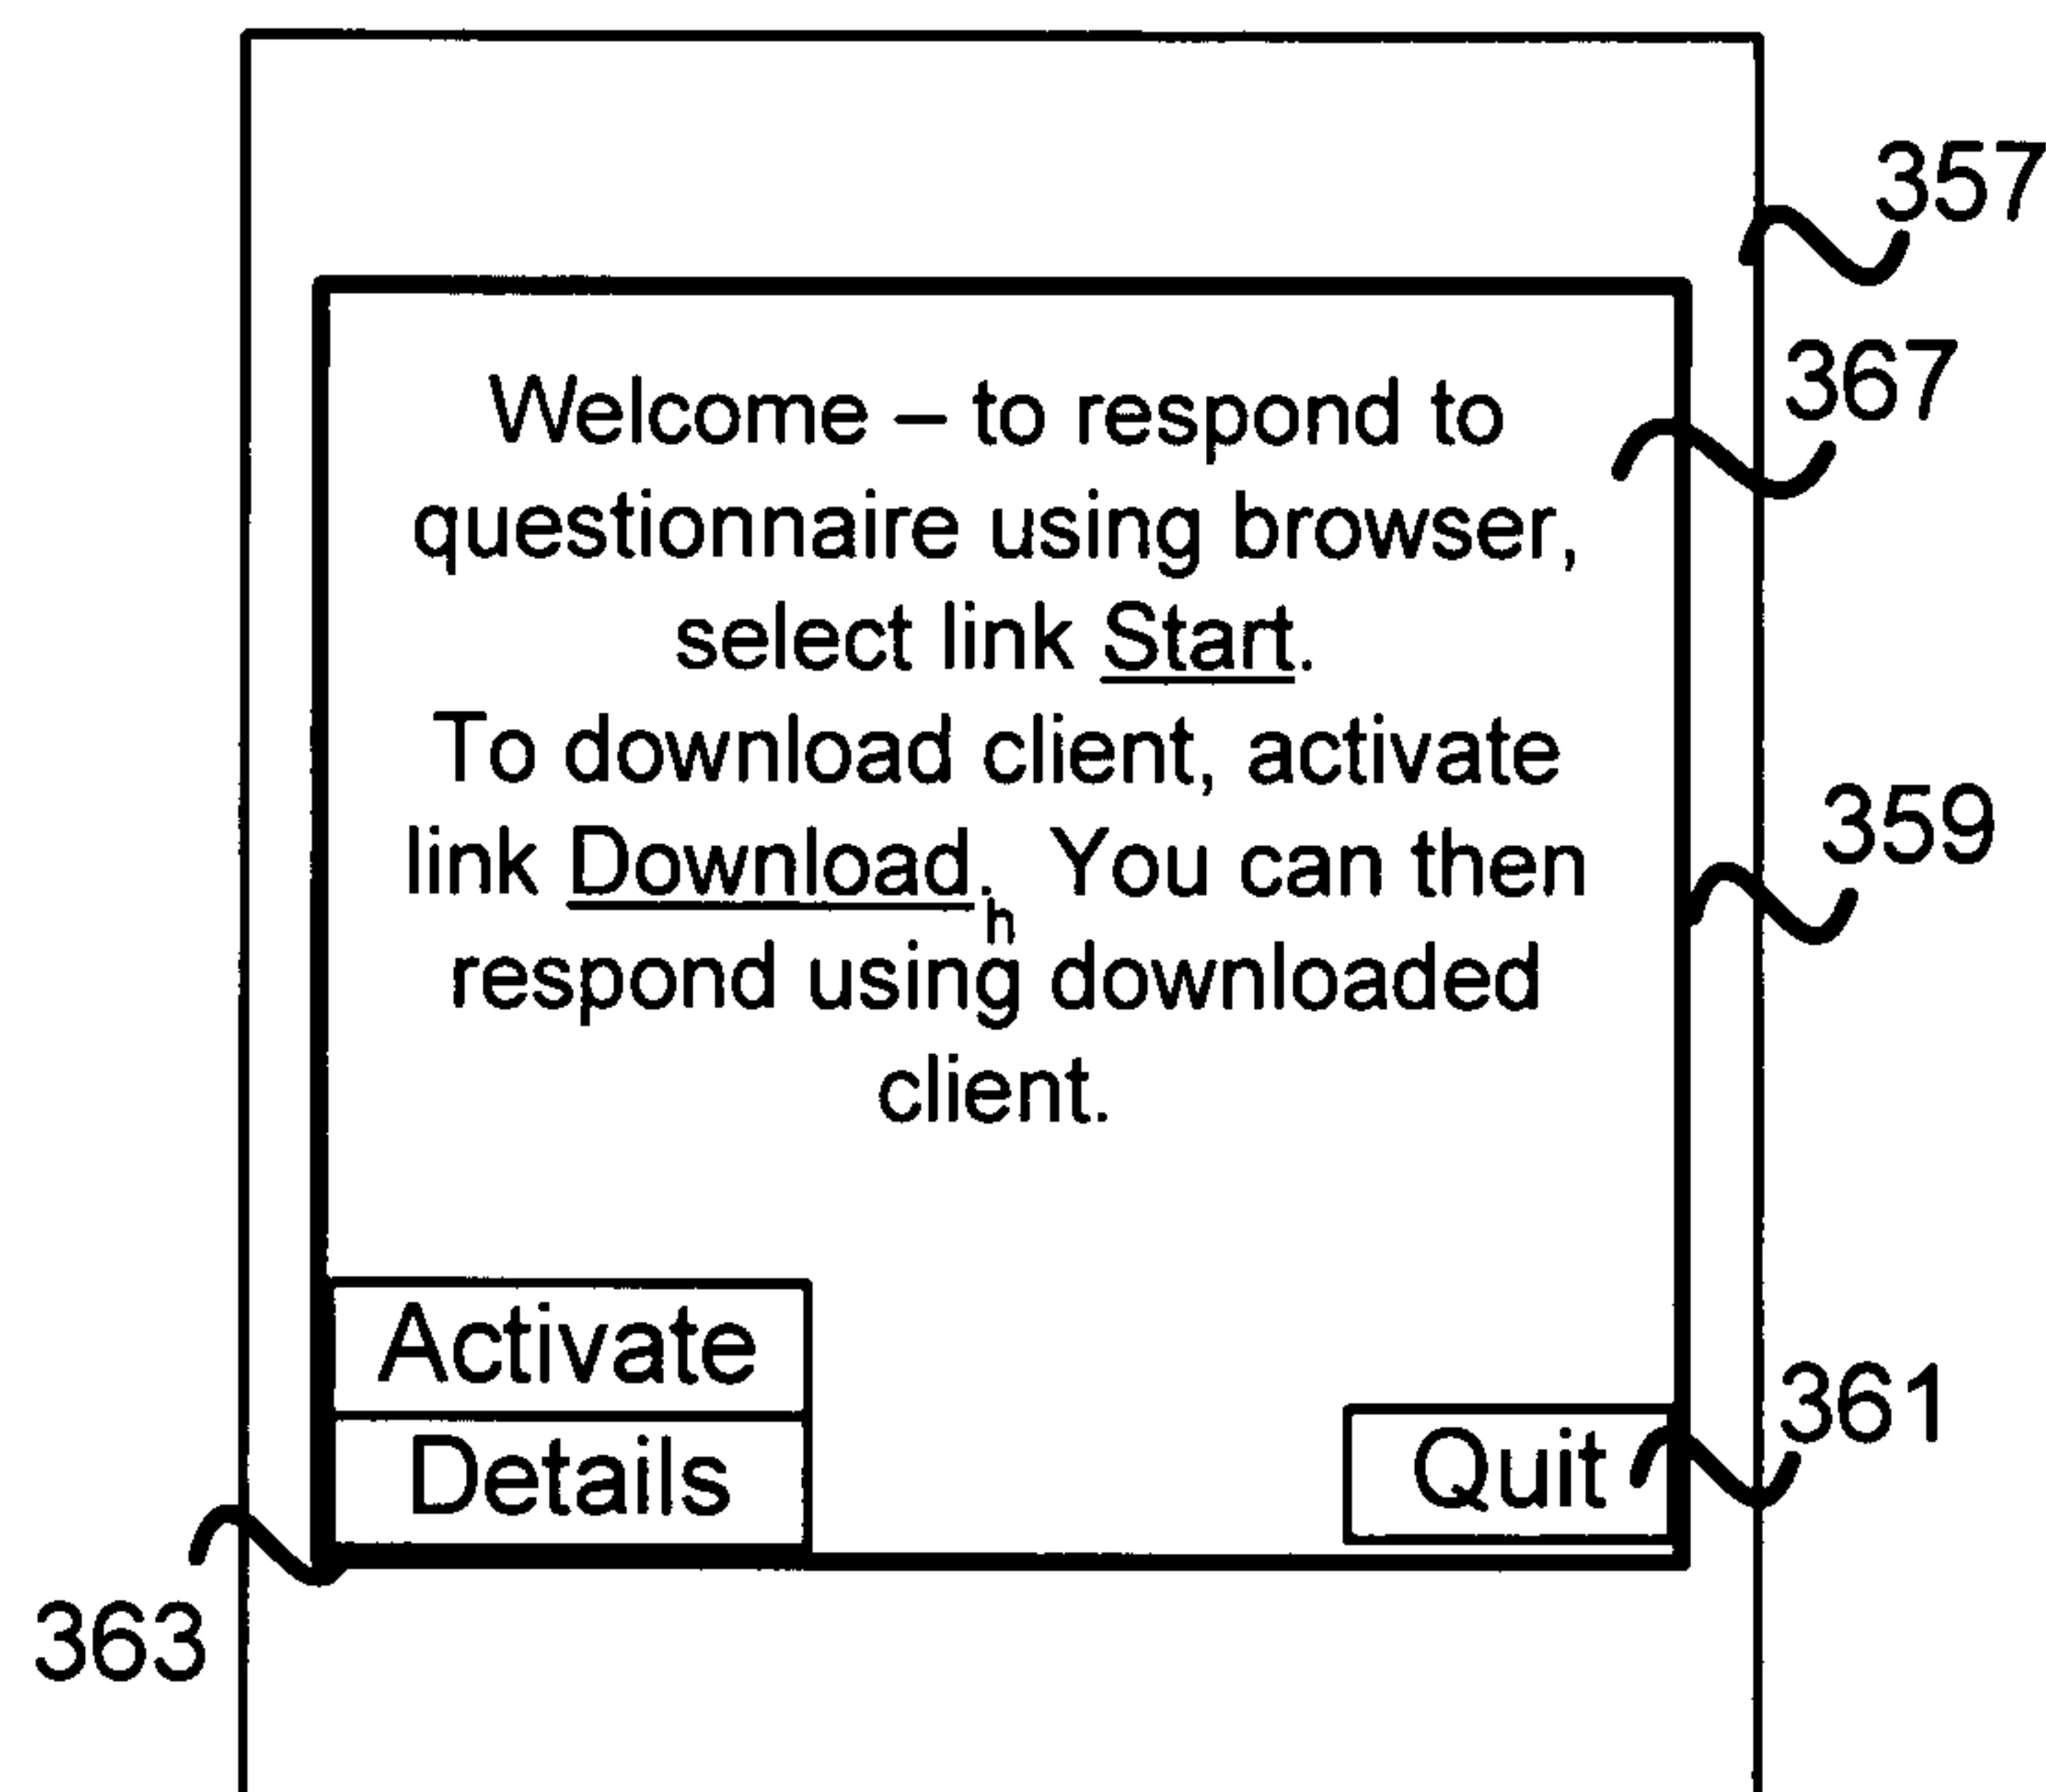 357
367
Welcome – to respond to
questionnaire using browser,
select link Start.
To download client, activate
link Download. You can then
h
respond using downloaded
client.
359
Activate
Details
Quit
361
363